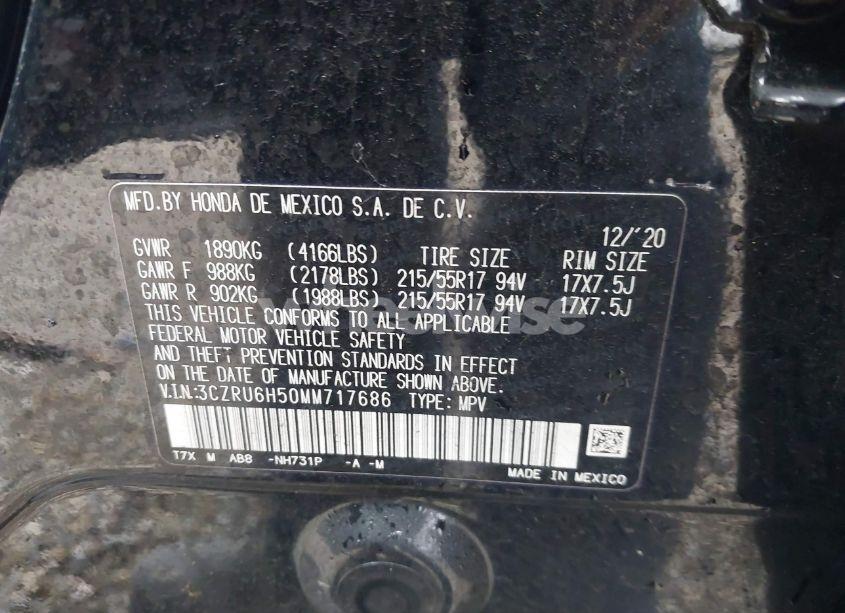 MFD.BY HONDA DE MEXICO S.A. DE C.V.
12/'20
GVWR 1890KG (4166LBS) TIRE SIZE RIM SIZE
GAWR F 988KG (2178LBS) 215/55R17 94V 17X7.5J
GAWR R 902KG (1988LBS) 215/55R17 94V 17X7.5J
THIS VEHICLE CONFORMS TO ALL APPLICABLE
FEDERAL MOTOR VEHICLE SAFETY
AND THEFT PREVENTION STANDARDS IN EFFECT
ON THE DATE OF MANUFACTURE SHOWN ABOVE.
V.I.N:3CZRU6H50MM717686 TYPE: MPV
T7X M AB8 -NH731P -A -M
MADE IN MEXICO